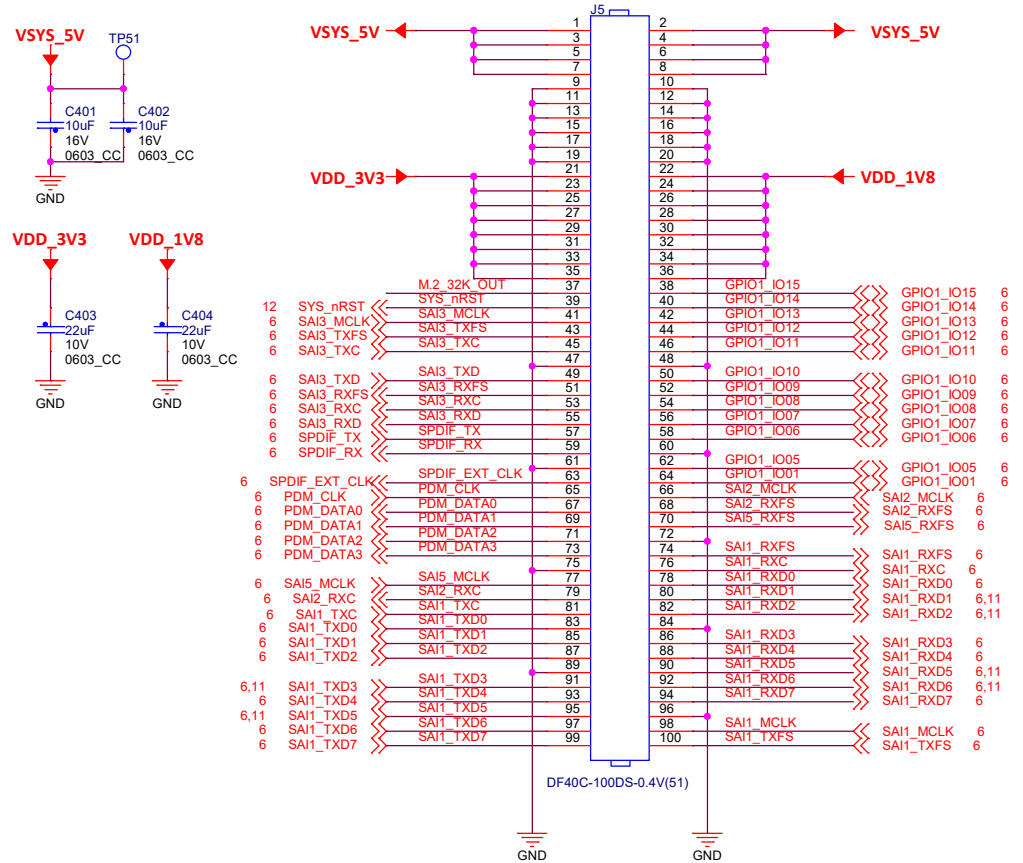 J5
VSYS_5V 1 2 VSYS_5V
3 4
5 6
7 8
9 10
11 12
13 14
15 16
17 18
19 20
VDD_3V3 21 22 VDD_1V8
23 24
25 26
27 28
29 30
31 32
33 34
35 36
M.2_32K_OUT 37 38 GPIO1_IO15 GPIO1_IO15 6
12 SYS_nRST SYS_nRST 39 40 GPIO1_IO14 GPIO1_IO14 6
6 SAI3_MCLK SAI3_MCLK 41 42 GPIO1_IO13 GPIO1_IO13 6
6 SAI3_TXFS SAI3_TXFS 43 44 GPIO1_IO12 GPIO1_IO12 6
6 SAI3_TXC SAI3_TXC 45 46 GPIO1_IO11 GPIO1_IO11 6
47 48
6 SAI3_TXD SAI3_TXD 49 50 GPIO1_IO10 GPIO1_IO10 6
6 SAI3_RXFS SAI3_RXFS 51 52 GPIO1_IO09 GPIO1_IO09 6
6 SAI3_RXC SAI3_RXC 53 54 GPIO1_IO08 GPIO1_IO08 6
6 SAI3_RXD SAI3_RXD 55 56 GPIO1_IO07 GPIO1_IO07 6
6 SPDIF_TX SPDIF_TX 57 58 GPIO1_IO06 GPIO1_IO06 6
6 SPDIF_RX SPDIF_RX 59 60
61 62 GPIO1_IO05 GPIO1_IO05 6
6 SPDIF_EXT_CLK SPDIF_EXT_CLK 63 64 GPIO1_IO01 GPIO1_IO01 6
6 PDM_CLK PDM_CLK 65 66 SAI2_MCLK SAI2_MCLK 6
6 PDM_DATA0 PDM_DATA0 67 68 SAI2_RXFS SAI2_RXFS 6
6 PDM_DATA1 PDM_DATA1 69 70 SAI5_RXFS SAI5_RXFS 6
6 PDM_DATA2 PDM_DATA2 71 72
6 PDM_DATA3 PDM_DATA3 73 74 SAI1_RXFS SAI1_RXFS 6
75 76 SAI1_RXC SAI1_RXC 6
6 SAI5_MCLK SAI5_MCLK 77 78 SAI1_RXD0 SAI1_RXD0 6
6 SAI2_RXC SAI2_RXC 79 80 SAI1_RXD1 SAI1_RXD1 6,11
6 SAI1_TXC SAI1_TXC 81 82 SAI1_RXD2 SAI1_RXD2 6,11
6 SAI1_TXD0 SAI1_TXD0 83 84
6 SAI1_TXD1 SAI1_TXD1 85 86 SAI1_RXD3 SAI1_RXD3 6
6 SAI1_TXD2 SAI1_TXD2 87 88 SAI1_RXD4 SAI1_RXD4 6
89 90 SAI1_RXD5 SAI1_RXD5 6,11
6,11 SAI1_TXD3 SAI1_TXD3 91 92 SAI1_RXD6 SAI1_RXD6 6,11
6 SAI1_TXD4 SAI1_TXD4 93 94 SAI1_RXD7 SAI1_RXD7 6
6,11 SAI1_TXD5 SAI1_TXD5 95 96
6 SAI1_TXD6 SAI1_TXD6 97 98 SAI1_MCLK SAI1_MCLK 6
6 SAI1_TXD7 SAI1_TXD7 99 100 SAI1_TXFS SAI1_TXFS 6
DF40C-100DS-0.4V(51)
GND GND
VSYS_5V TP51
C401 C402
10uF 10uF
16V 16V
0603_CC 0603_CC
GND
VDD_3V3 VDD_1V8
C403 C404
22uF 22uF
10V 10V
0603_CC 0603_CC
GND GND